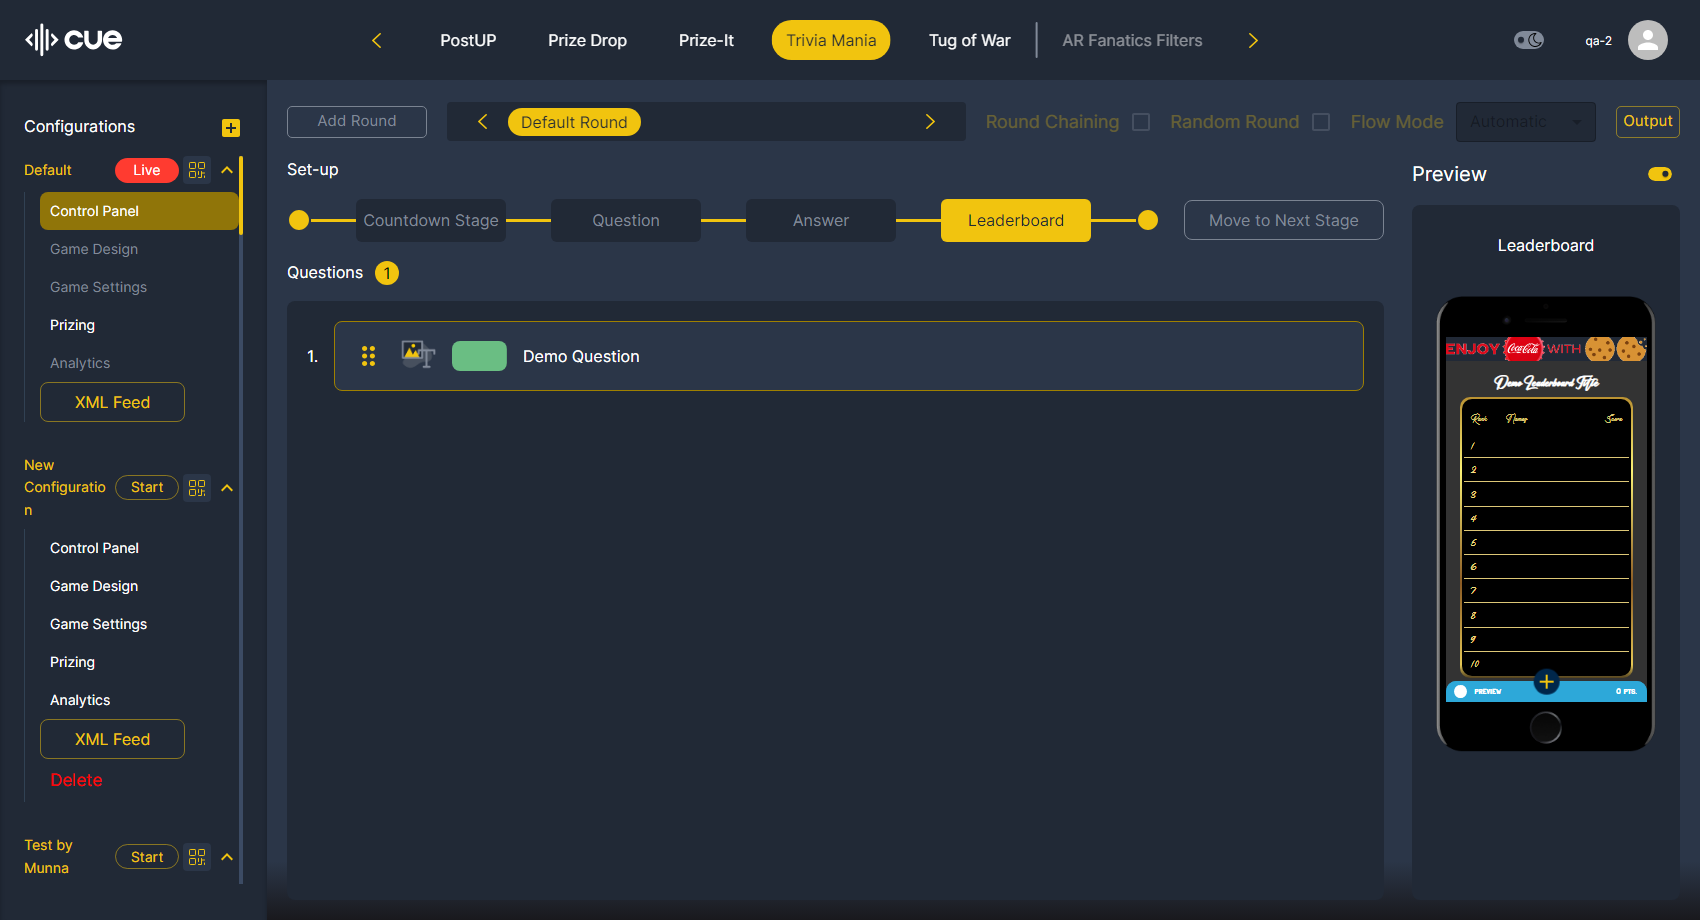 cue
PostUP
Prize Drop
Prize-It
Trivia Mania
Tug of War
AR Fanatics Filters
qa-2
Configurations
Default
Live
Control Panel
Game Design
Game Settings
Prizing
Analytics
XML Feed
New
Configuratio
n
Start
Control Panel
Game Design
Game Settings
Prizing
Analytics
XML Feed
Delete
Test by
Munna
Start
Add Round
Default Round
Round Chaining
Random Round
Flow Mode
Automatic
Output
Set-up
Countdown Stage
Question
Answer
Leaderboard
Move to Next Stage
Questions 1
1.
Demo Question
Preview
Leaderboard
ENJOY Coca-Cola WITH
Demo Leaderboard Title
Rank Names Score
1
2
3
4
5
6
7
8
9
10
PREVIEW
0 PTS.